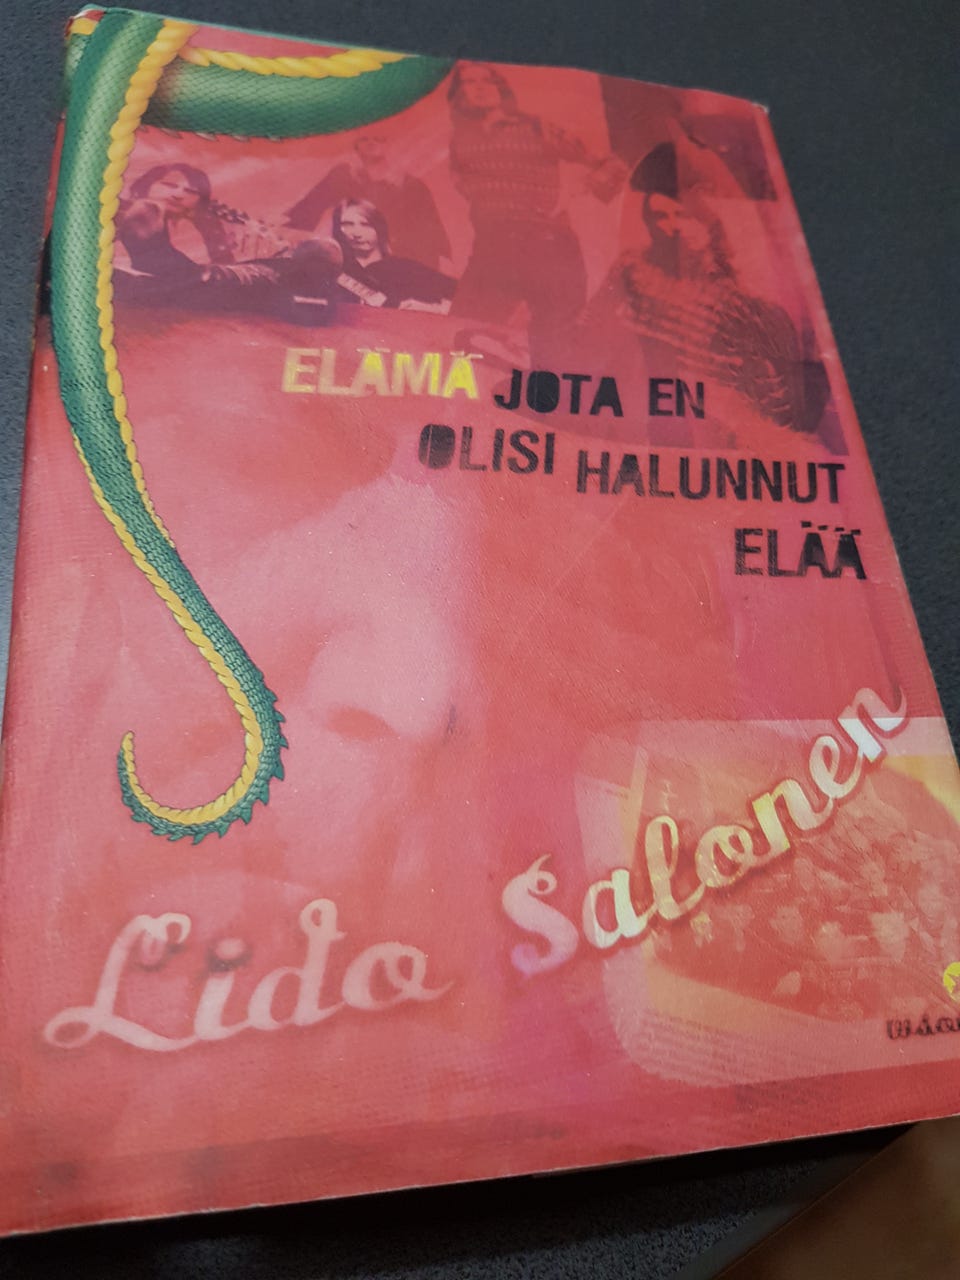 ELÄMÄ JOTA EN
OLISI HALUNNUT
ELÄÄ
Lido Salonen